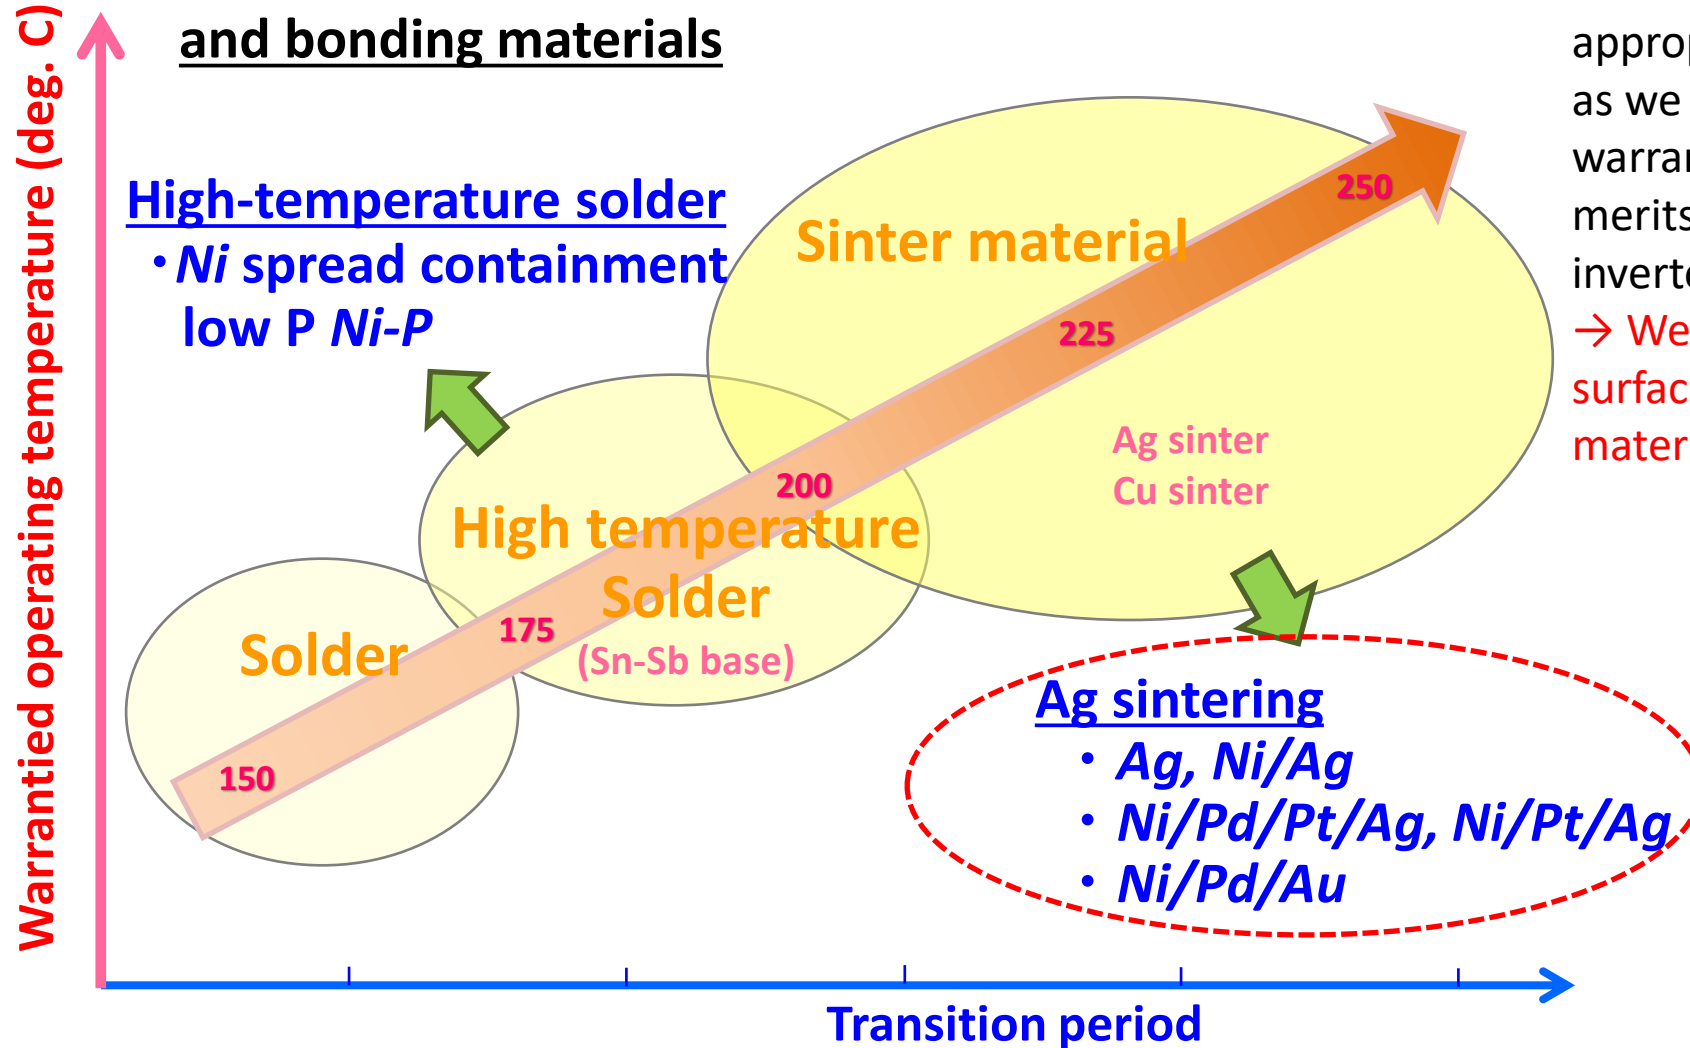 Warrantied operating temperature (deg. C)
and bonding materials
High-temperature solder
・Ni spread containment
low P Ni-P
Sinter material
250
225
200
175
150
Ag sinter
Cu sinter
High temperature
Solder
(Sn-Sb base)
Solder
Ag sintering
・ Ag, Ni/Ag
・ Ni/Pd/Pt/Ag, Ni/Pt/Ag
・ Ni/Pd/Au
Transition period
as we
merits
→ We